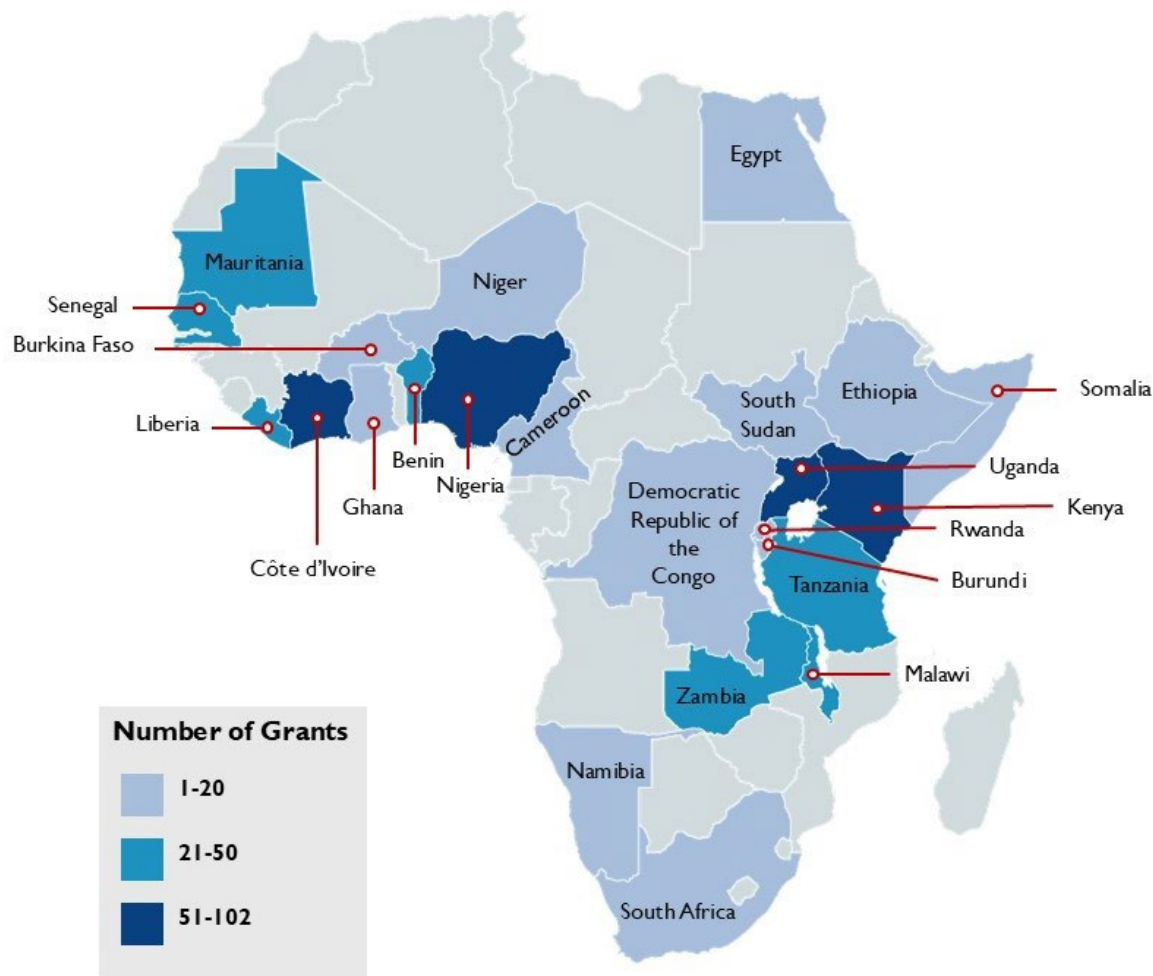 Egypt
Mauritania
Niger
Senegal
Burkina Faso
Ethiopia
Somalia
South
Sudan
Cameroon
Liberia
Benin
Uganda
Nigeria
Democratic
Republic of
the
Congo
Ghana
Kenya
Rwanda
Côte d'Ivoire
Burundi
Tanzania
Malawi
Zambia
Number of Grants
Namibia
1-20
21-50
51-102
South Africa